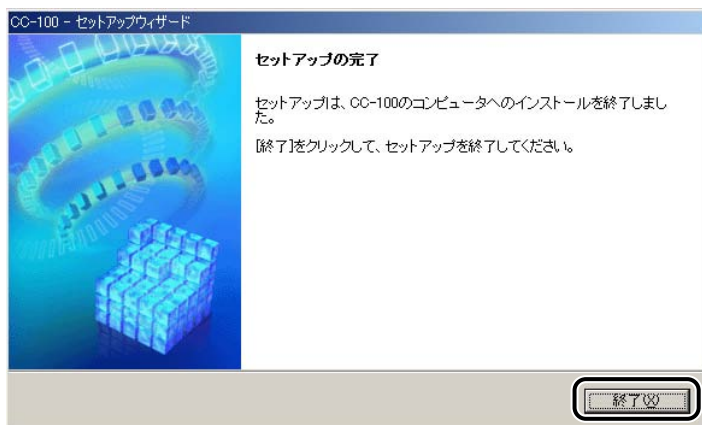 CC-100 - セットアップウィザード
セットアップの完了
セットアップは、CC-100のコンピュータへのインストールを終了しまし
た。
[終了]をクリックして、セットアップを終了してください。
終了(X)